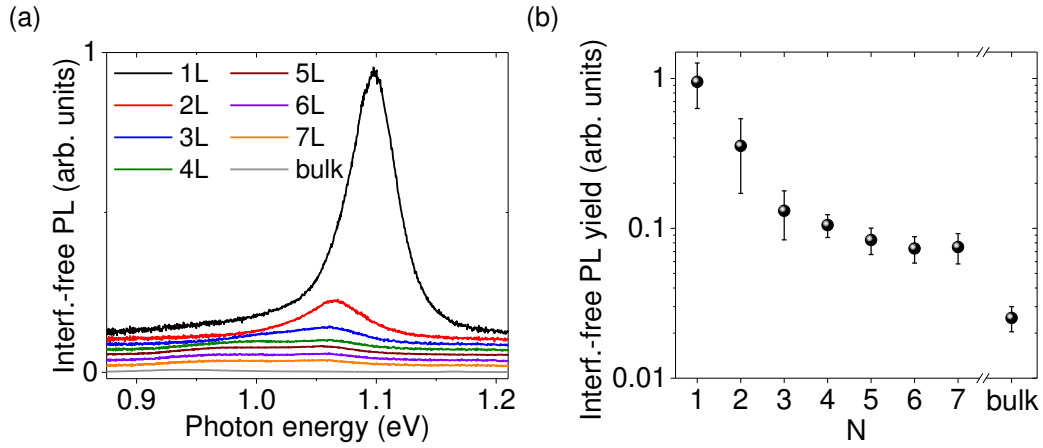 (a)
Interf.-free PL (arb. units)
1
0
1L
2L
3L
4L
5L
6L
7L
bulk
0.9
1.0
1.1
1.2
Photon energy (eV)
(b)
Interf.-free PL yield (arb. units)
1
0.1
0.01
1
2
3
4
5
6
7
bulk
N